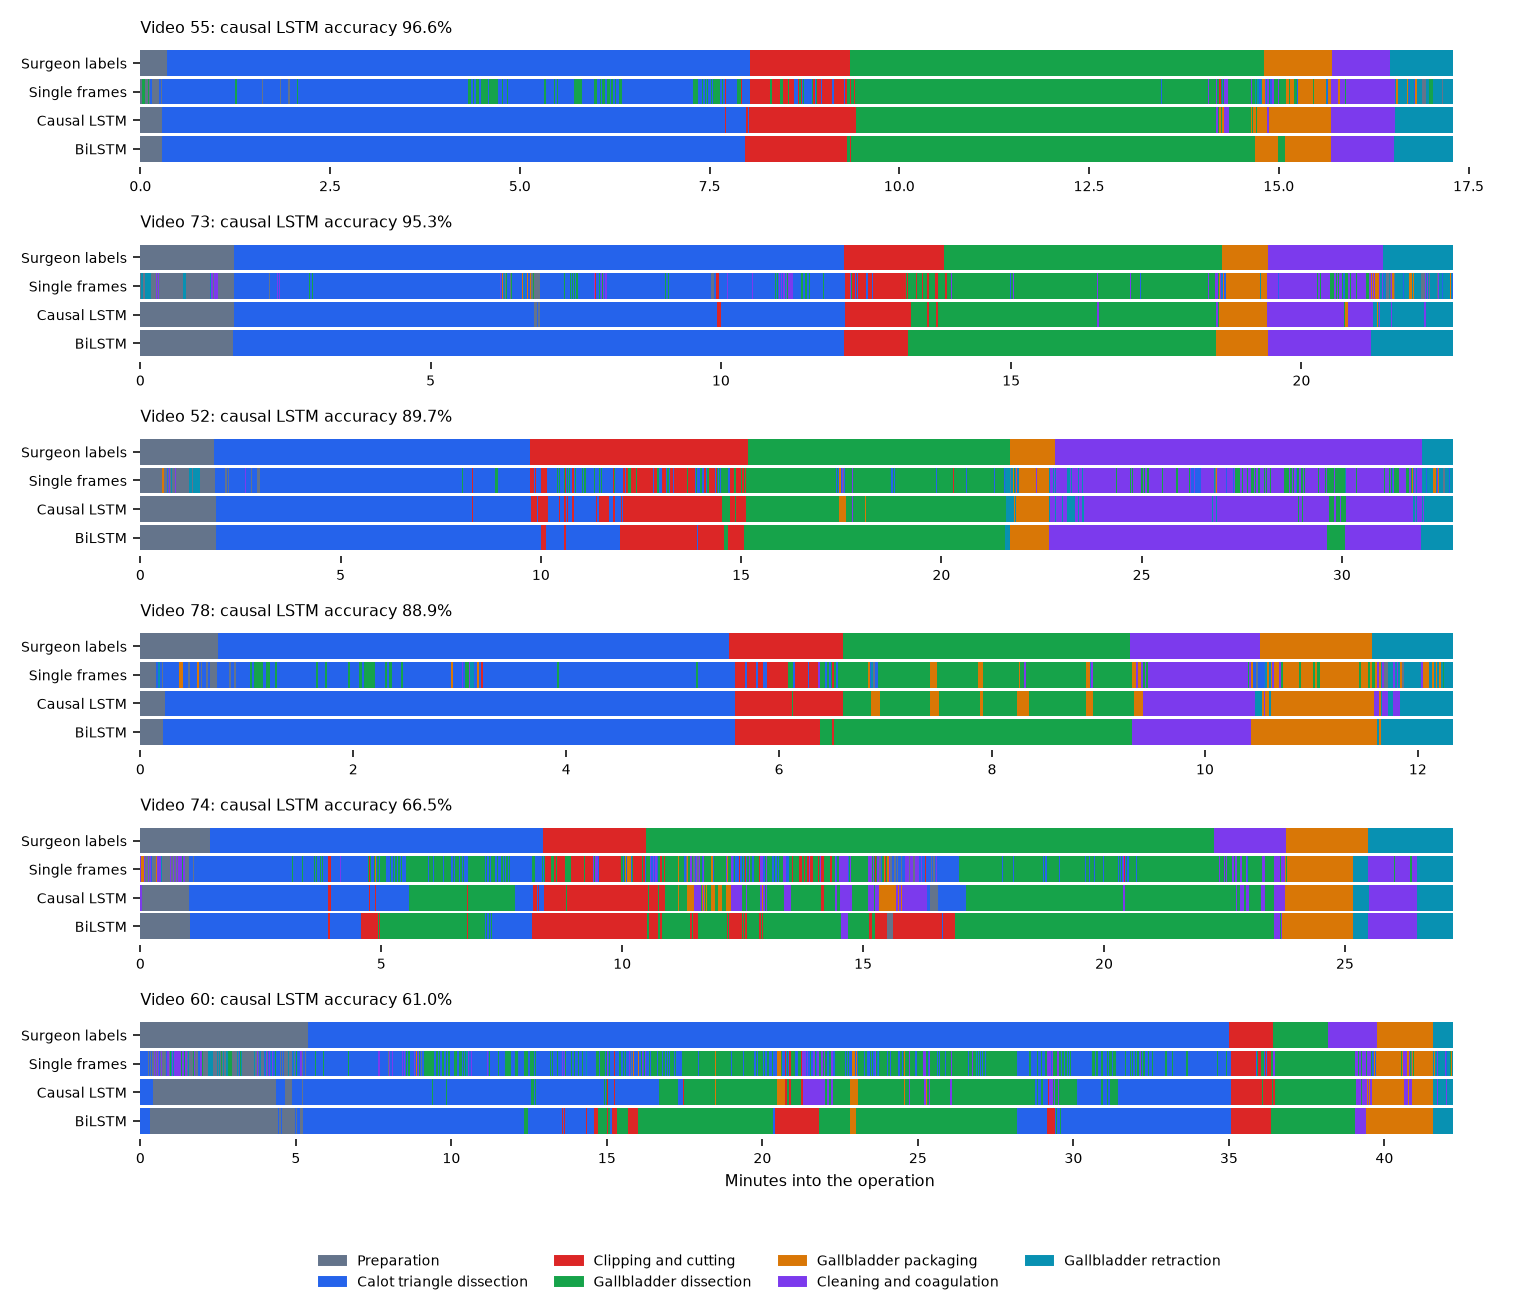 Video 55: causal LSTM accuracy 96.6%
Surgeon labels
Single frames
Causal LSTM
BiLSTM
0.0 2.5 5.0 7.5 10.0 12.5 15.0 17.5
Video 73: causal LSTM accuracy 95.3%
Surgeon labels
Single frames
Causal LSTM
BiLSTM
0 5 10 15 20
Video 52: causal LSTM accuracy 89.7%
Surgeon labels
Single frames
Causal LSTM
BiLSTM
0 5 10 15 20 25 30
Video 78: causal LSTM accuracy 88.9%
Surgeon labels
Single frames
Causal LSTM
BiLSTM
0 2 4 6 8 10 12
Video 74: causal LSTM accuracy 66.5%
Surgeon labels
Single frames
Causal LSTM
BiLSTM
0 5 10 15 20 25
Video 60: causal LSTM accuracy 61.0%
Surgeon labels
Single frames
Causal LSTM
BiLSTM
0 5 10 15 20 25 30 35 40
Minutes into the operation
Preparation Clipping and cutting Gallbladder packaging Gallbladder retraction
Calot triangle dissection Gallbladder dissection Cleaning and coagulation